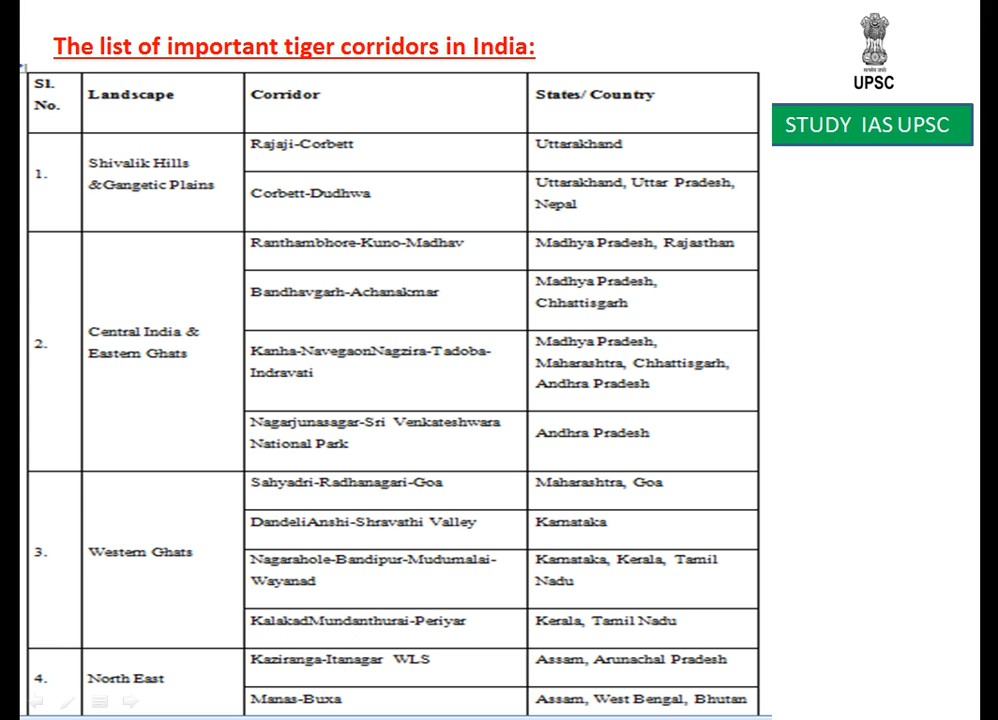 The list of important tiger corridors in India:
UPSC
STUDY IAS UPSC
Sl. No. Landscape Corridor States/ Country
1. Shivalik Hills &Gangetic Plains Rajaji-Corbett Uttarakhand
Corbett-Dudhwa Uttarakhand, Uttar Pradesh, Nepal
2. Central India & Eastern Ghats Ranthambhore-Kuno-Madhav Madhya Pradesh, Rajasthan
Bandhavgarh-Achanakmar Madhya Pradesh, Chhattisgarh
Kanha-NavegaonNagzira-Tadoba-Indravati Madhya Pradesh, Maharashtra, Chhattisgarh, Andhra Pradesh
Nagarjunasagar-Sri Venkateshwara National Park Andhra Pradesh
3. Western Ghats Sahyadri-Radhanagari-Goa Maharashtra, Goa
DandeliAnshi-Shravathi Valley Karnataka
Nagarahole-Bandipur-Mudumalai-Wayanad Karnataka, Kerala, Tamil Nadu
KalakadMundanthurai-Periyar Kerala, Tamil Nadu
4. North East Kaziranga-Itanagar WLS Assam, Arunachal Pradesh
Manas-Buxa Assam, West Bengal, Bhutan